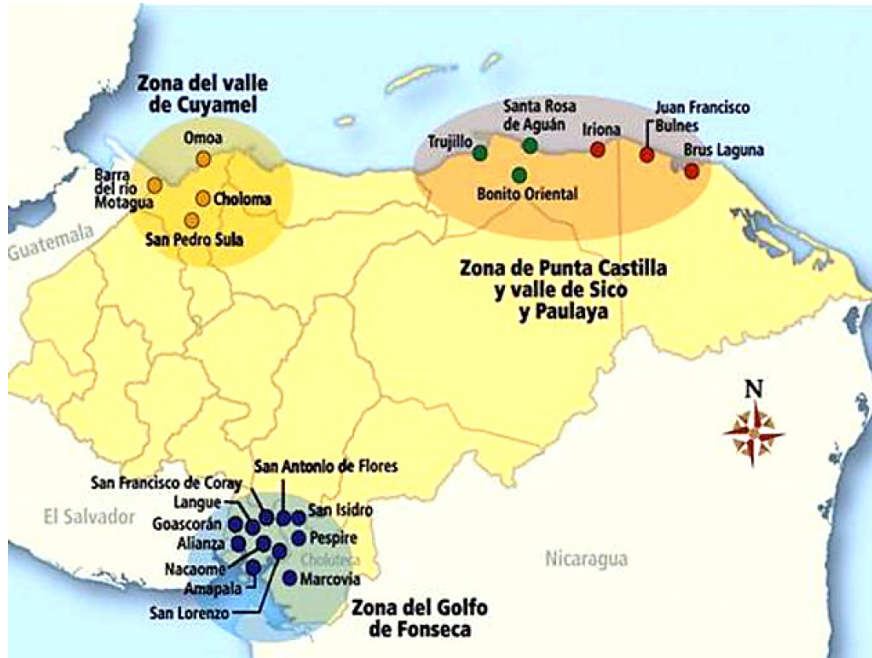 Zona del valle
de Cuyamel
Omoa
Barra
del río
Motagua
Choloma
San Pedro Sula
Guatemala
Santa Rosa
de Aguán
Trujillo
Iriona
Juan Francisco
Bulnes
Brus Laguna
Bonito Oriental
Zona de Punta Castilla
y valle de Sico
y Paulaya
N
San Antonio de Flores
San Francisco de Coray
Langue
San Isidro
Goascorán
Alianza
Pespire
Nacaome
Choluteca
Amapala
Marcovia
San Lorenzo
El Salvador
Nicaragua
Zona del Golfo
de Fonseca